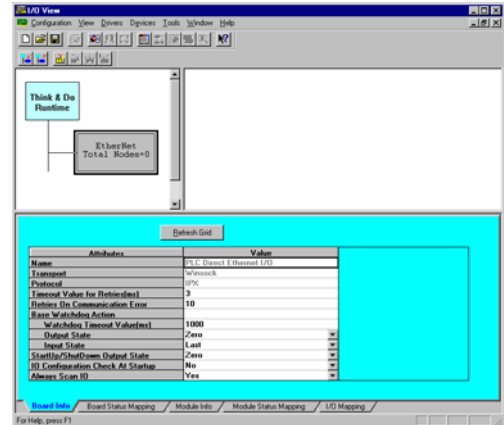 I/O View
Configuration View Drivers Devices Tools Window Help
Think & Do
Runtime
EtherNet
Total Nodes=0
Refresh Grid
Attributes Value
Name PLC Direct Ethernet I/O
Transport Winsock
Protocol IPX
Timeout Value for Retries(ms) 3
Retries On Communication Error 10
Base Watchdog Action
Watchdog Timeout Value(ms) 1000
Output State Zero
Input State Last
StartUp/ShutDown Output State Zero
IO Configuration Check At Startup No
Always Scan IO Yes
Board Info Board Status Mapping Module Info Module Status Mapping I/O Mapping
For Help, press F1